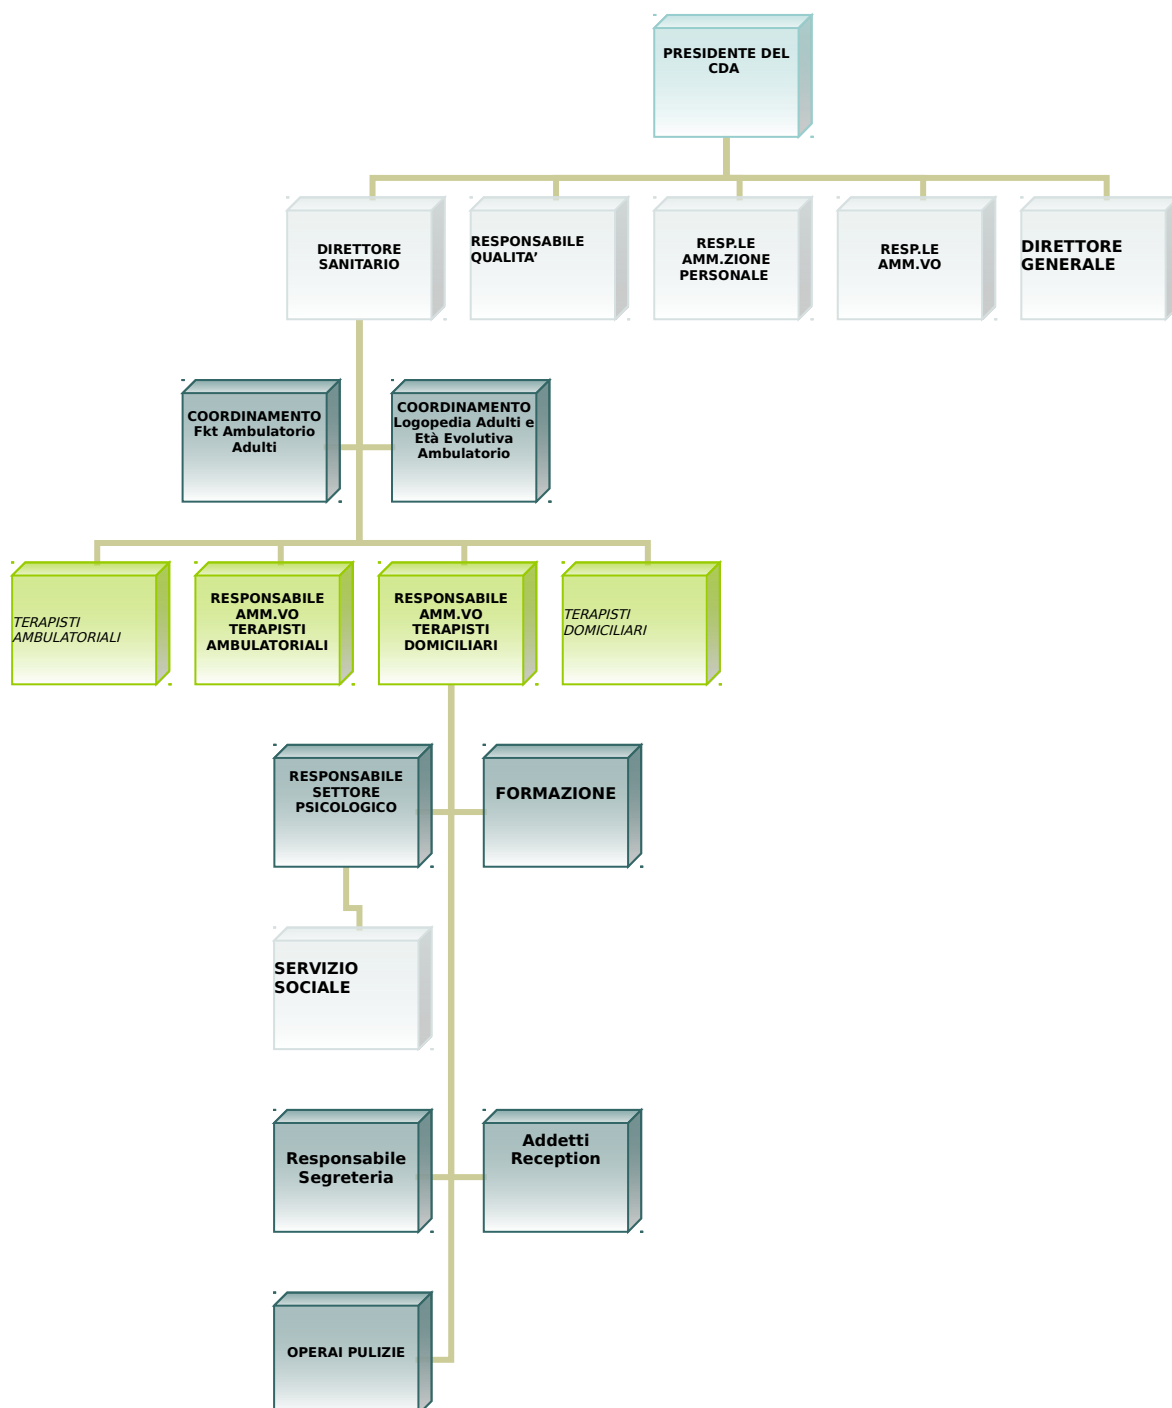 PRESIDENTE DEL
CDA
DIRETTORE
SANITARIO
RESPONSABILE
QUALITA’
RESP.LE
AMM.ZIONE
PERSONALE
RESP.LE
AMM.VO
DIRETTORE
GENERALE
COORDINAMENTO
Fkt Ambulatorio
Adulti
COORDINAMENTO
Logopedia Adulti e
Età Evolutiva
Ambulatorio
TERAPISTI
AMBULATORIALI
RESPONSABILE
AMM.VO
TERAPISTI
AMBULATORIALI
RESPONSABILE
AMM.VO
TERAPISTI
DOMICILIARI
TERAPISTI
DOMICILIARI
RESPONSABILE
SETTORE
PSICOLOGICO
FORMAZIONE
SERVIZIO
SOCIALE
Responsabile
Segreteria
Addetti
Reception
OPERAI PULIZIE